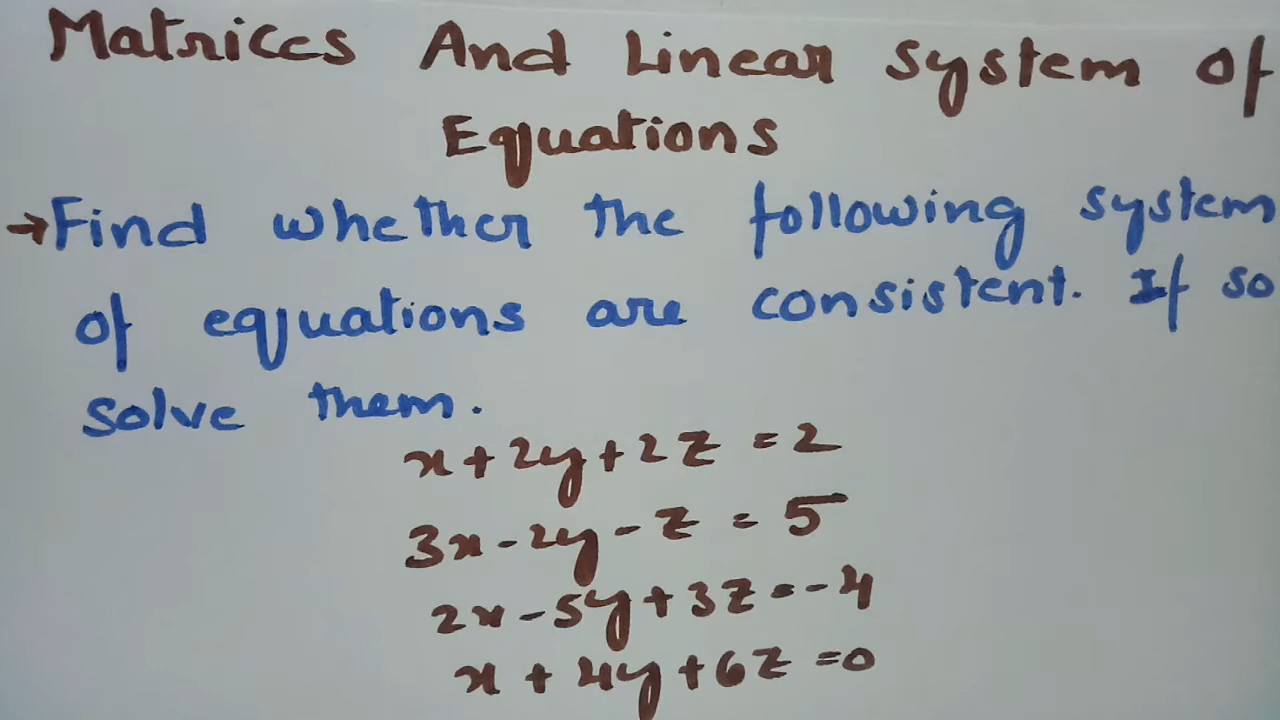 Matrices And Linear system of
Equations
→Find whether the following system
of equations are consistent. If so
solve them.
x+2y+2z=2
3x-2y-z=5
2x-5y+3z=-4
x+4y+6z=0